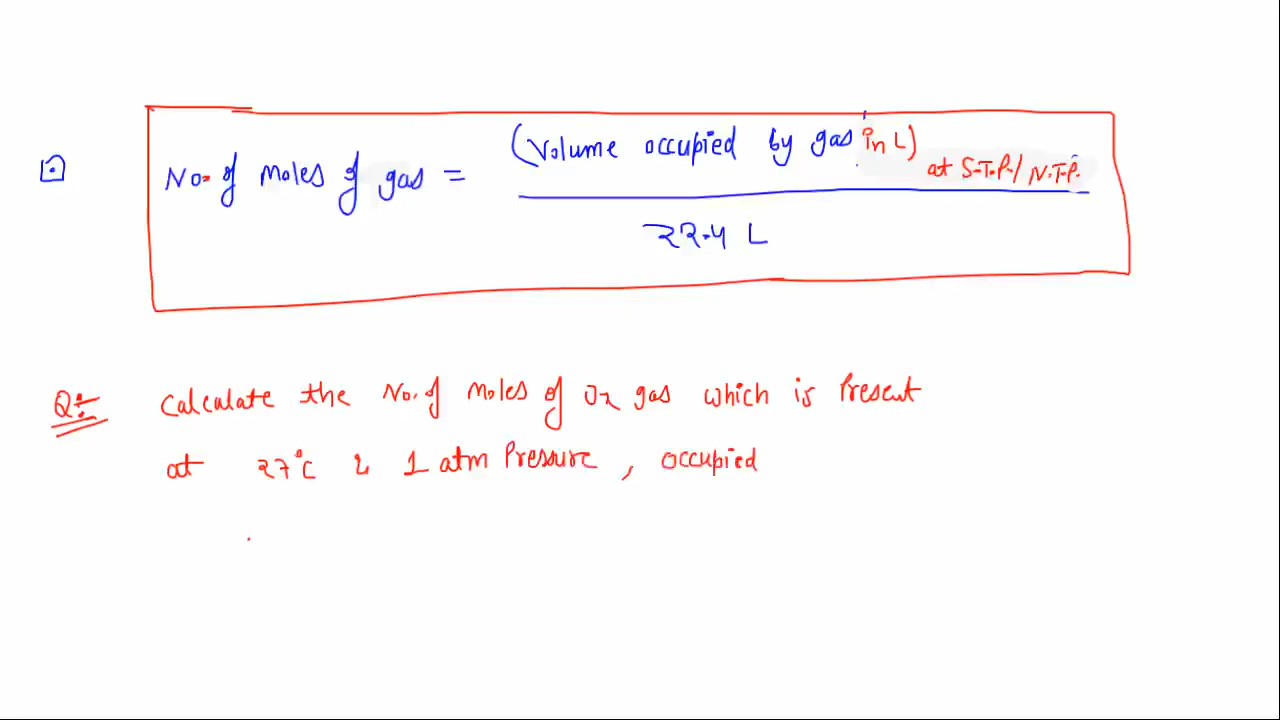 (Volume occupied by gas in L) at S.T.P./ N.T.P.
No. of moles of gas =
22.4 L
Q:- Calculate the No. of moles of O2 gas which is Present
at 27°C & 1 atm Pressure, occupied